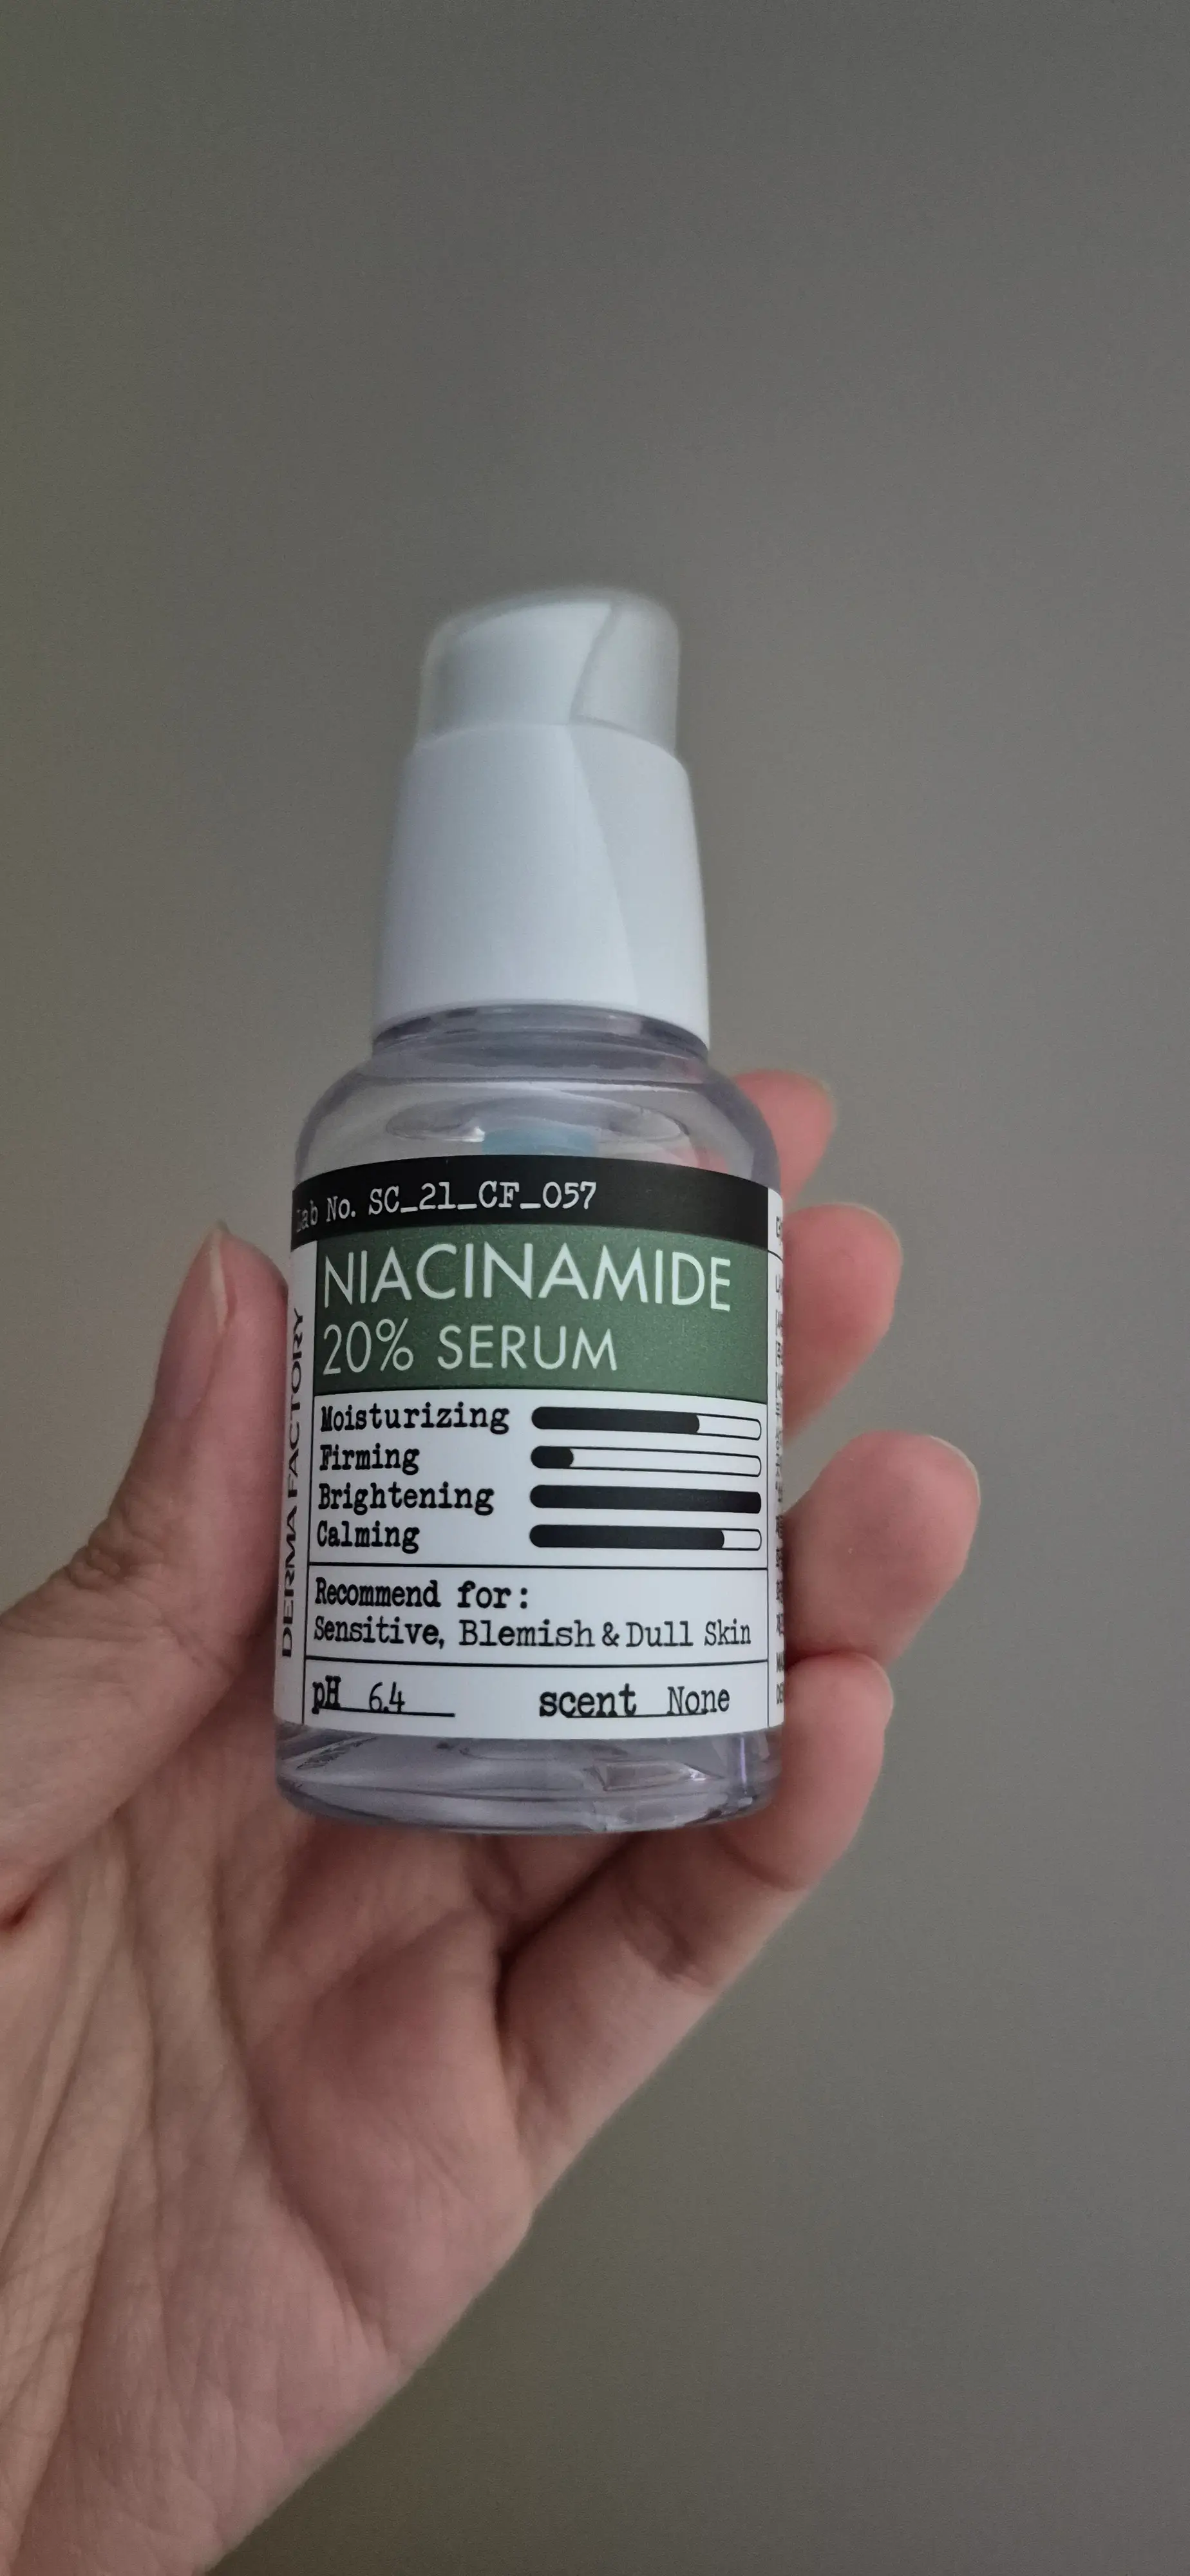 Lab No. SC_21_CF_057
DERMA FACTORY
NIACINAMIDE
20% SERUM
Moisturizing
Firming
Brightening
Calming
Recommend for:
Sensitive, Blemish & Dull Skin
pH 6.4
scent None